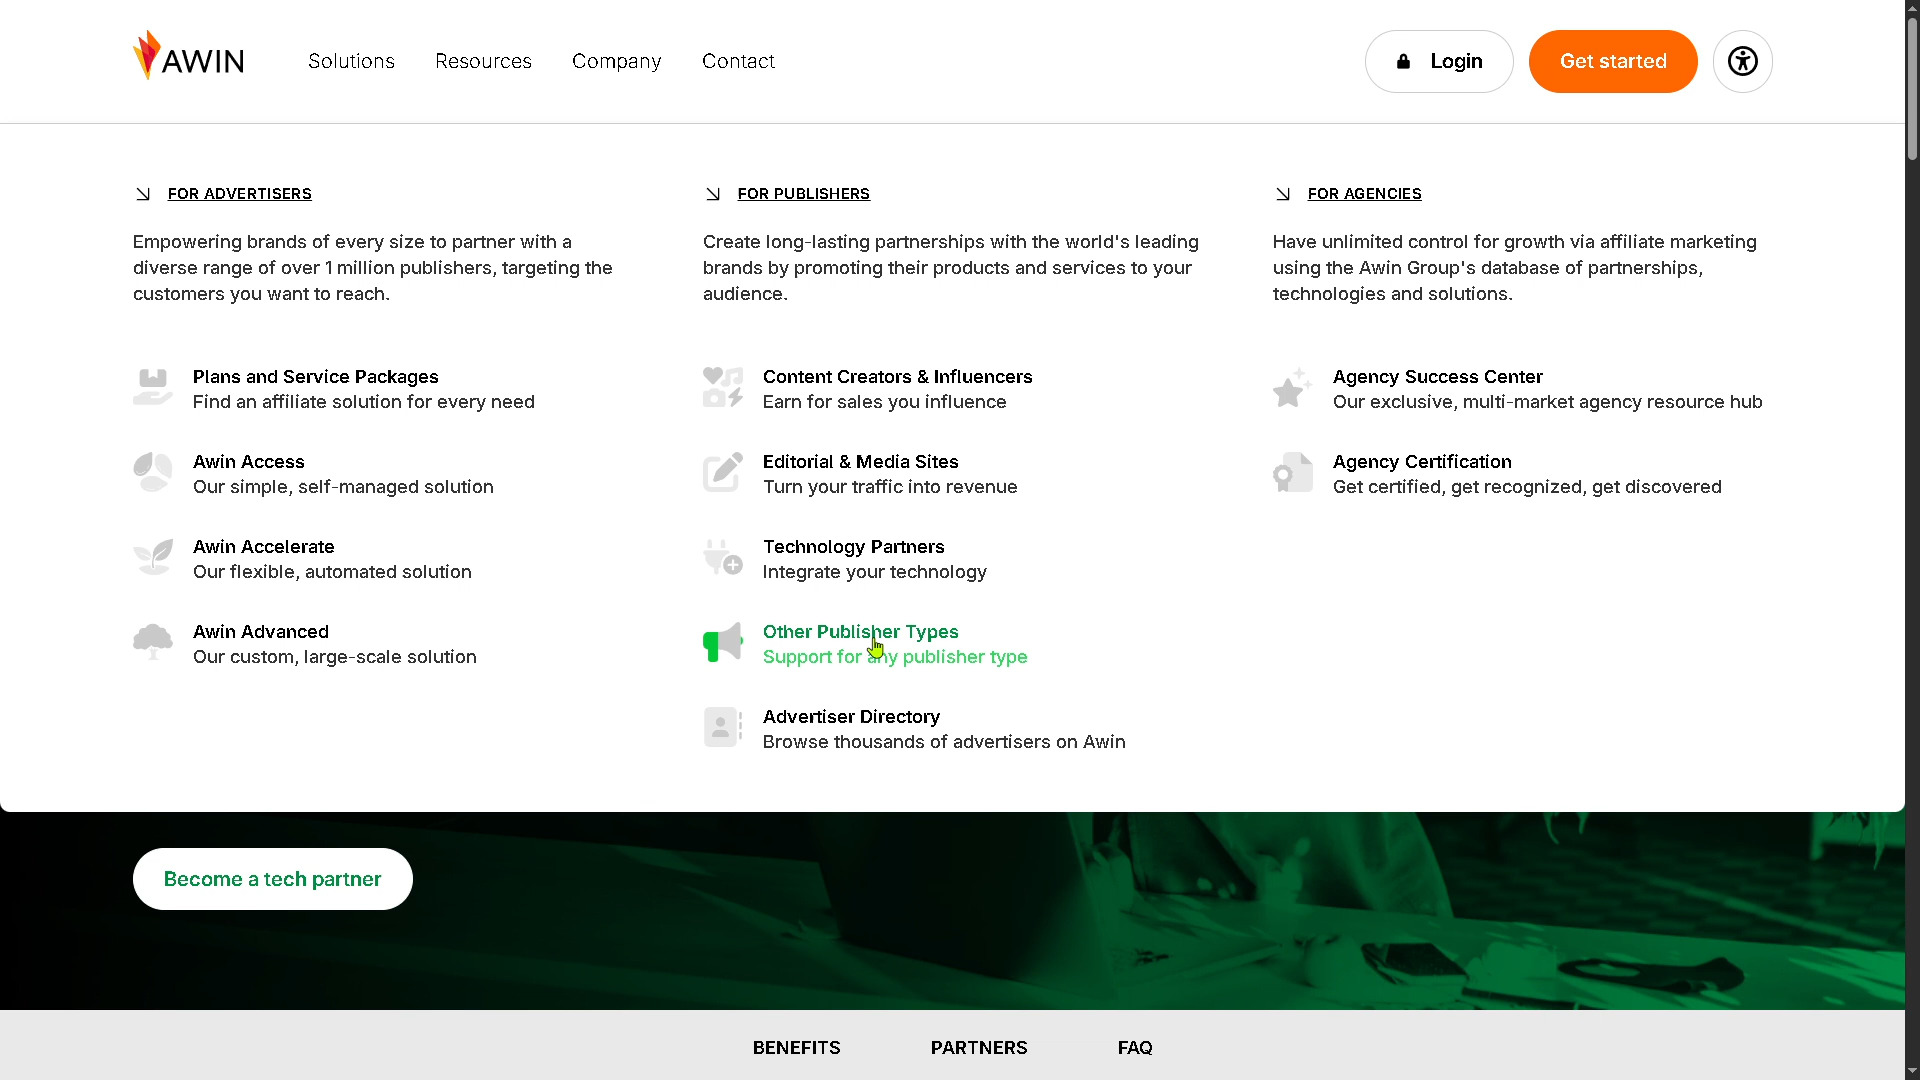 AWIN
Solutions
Resources
Company
Contact
Login
Get started
FOR ADVERTISERS
Empowering brands of every size to partner with a
diverse range of over 1 million publishers, targeting the
customers you want to reach.
Plans and Service Packages
Find an affiliate solution for every need
Awin Access
Our simple, self-managed solution
Awin Accelerate
Our flexible, automated solution
Awin Advanced
Our custom, large-scale solution
FOR PUBLISHERS
Create long-lasting partnerships with the world's leading
brands by promoting their products and services to your
audience.
Content Creators & Influencers
Earn for sales you influence
Editorial & Media Sites
Turn your traffic into revenue
Technology Partners
Integrate your technology
Other Publisher Types
Support for any publisher type
Advertiser Directory
Browse thousands of advertisers on Awin
FOR AGENCIES
Have unlimited control for growth via affiliate marketing
using the Awin Group's database of partnerships,
technologies and solutions.
Agency Success Center
Our exclusive, multi-market agency resource hub
Agency Certification
Get certified, get recognized, get discovered
Become a tech partner
BENEFITS
PARTNERS
FAQ